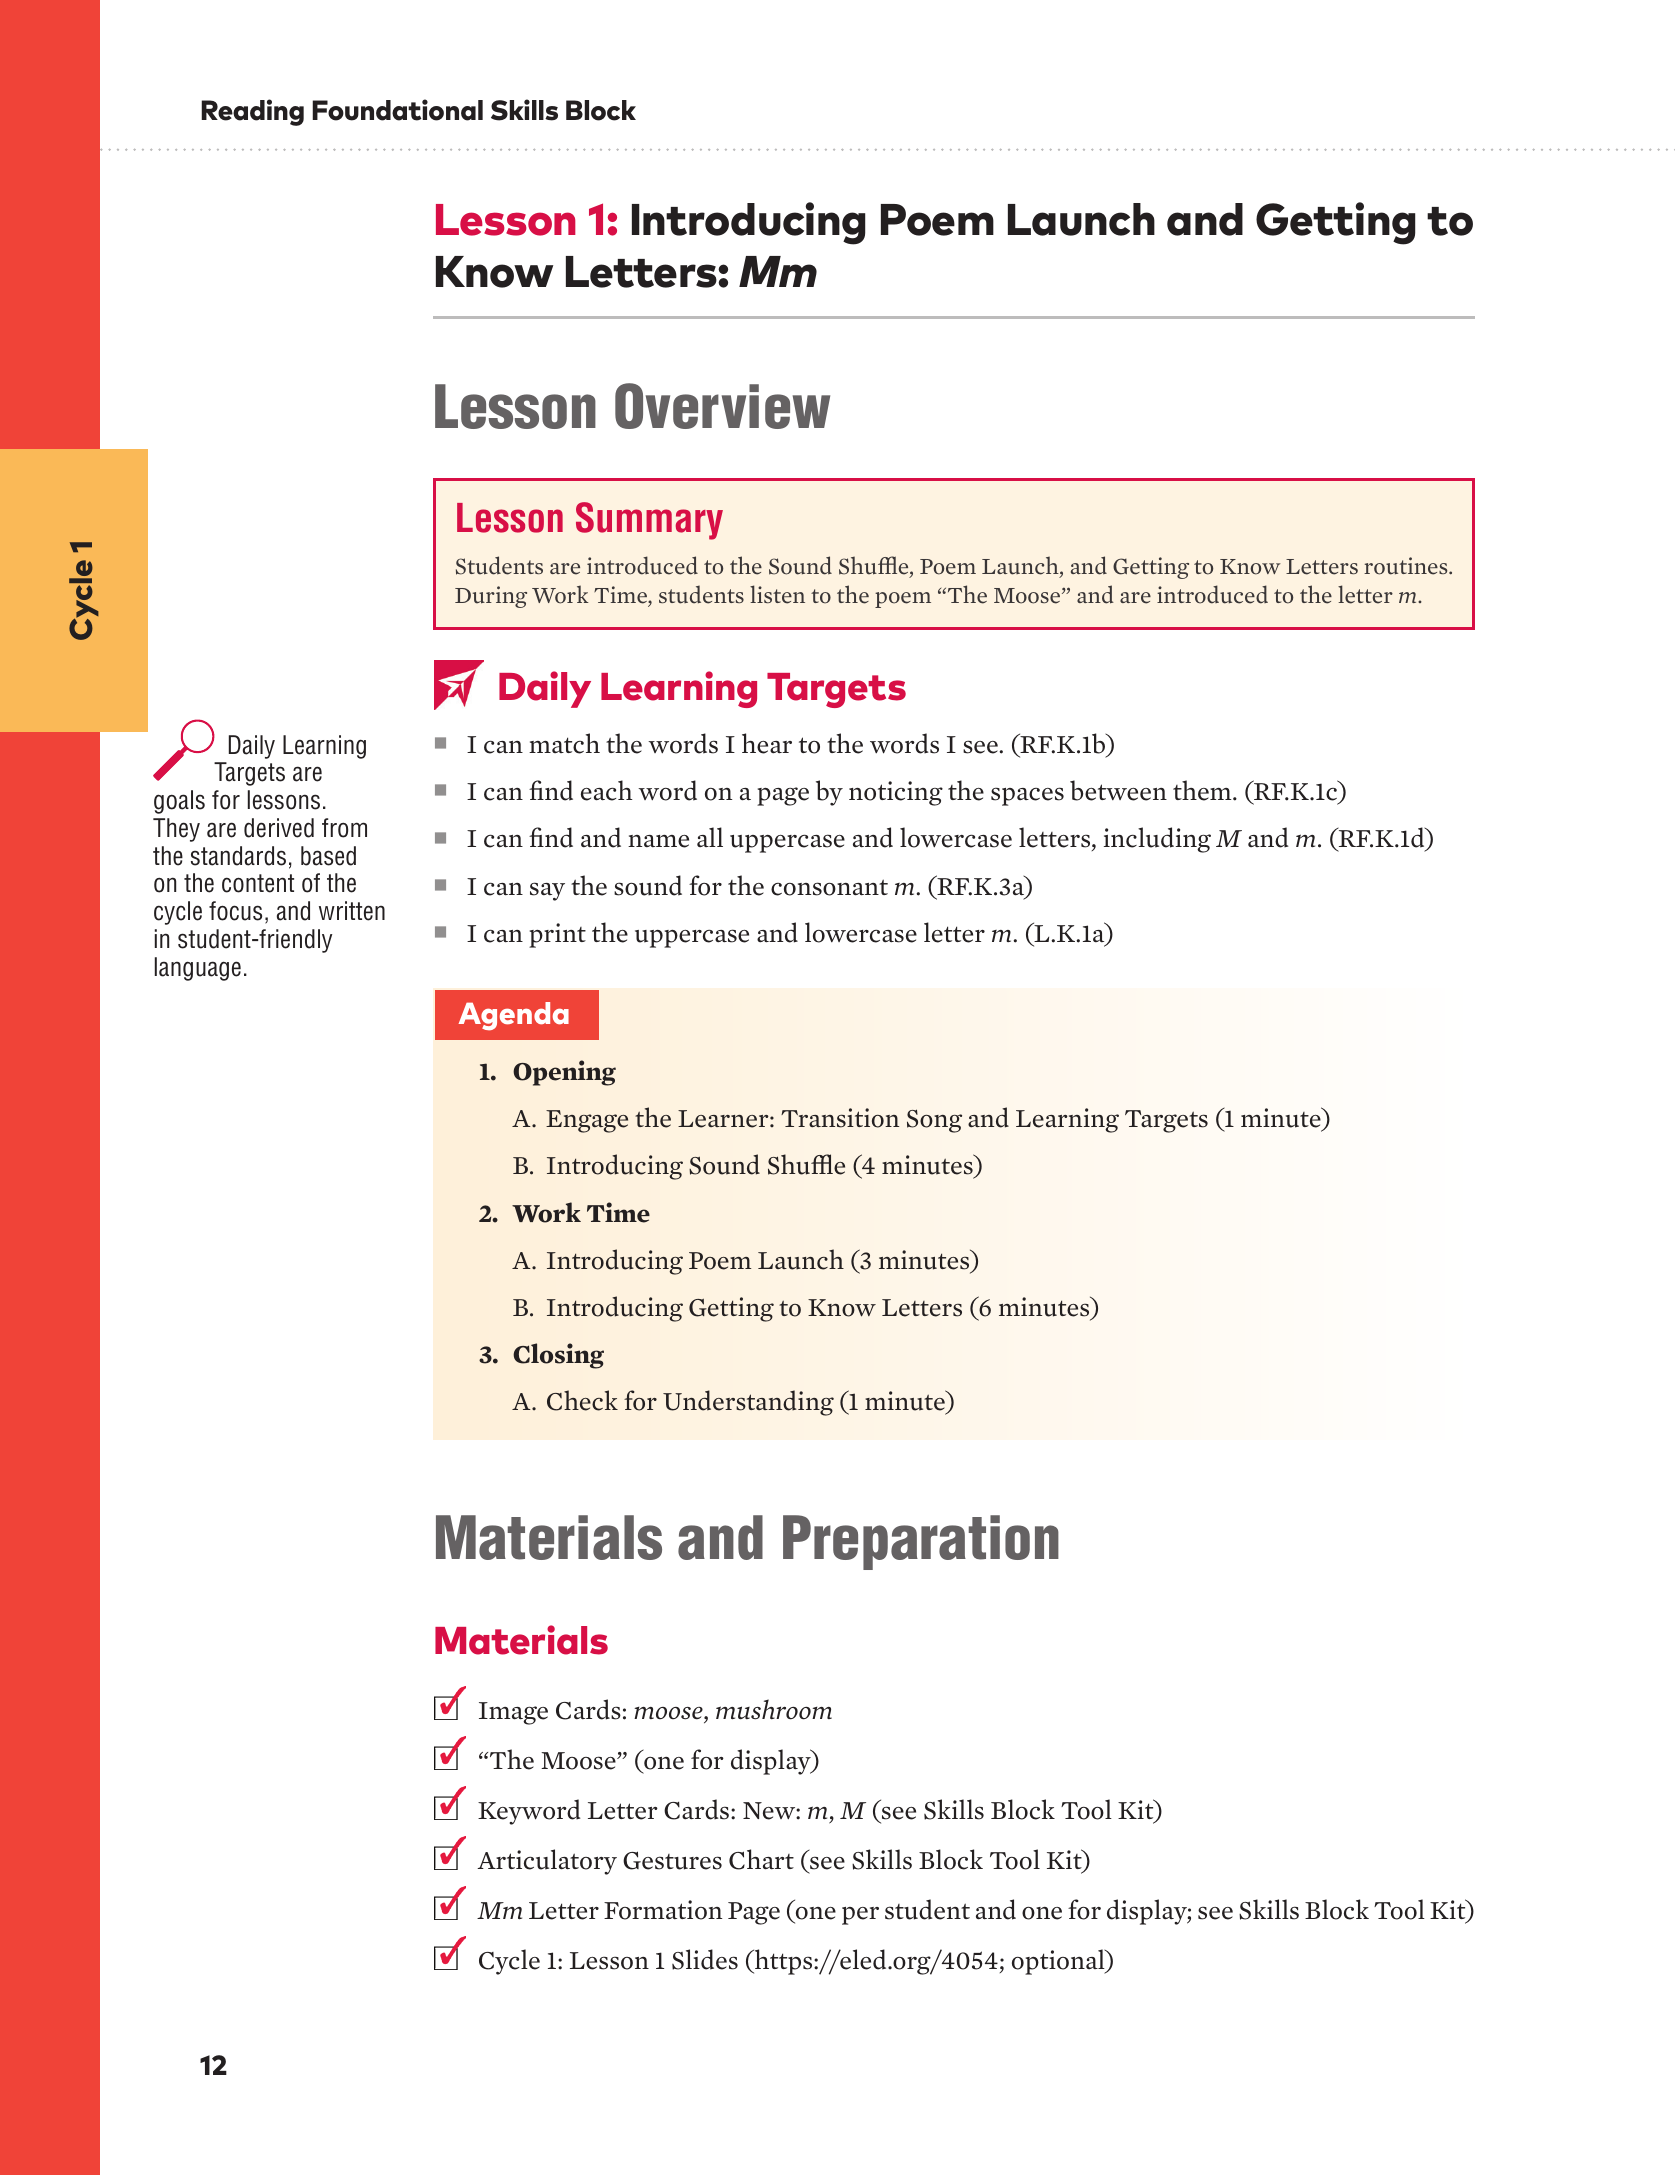 Reading Foundational Skills Block
Lesson 1: Introducing Poem Launch and Getting to
Know Letters: Mm
Lesson Overview
Lesson Summary
Students are introduced to the Sound Shuffle, Poem Launch, and Getting to Know Letters routines.
During Work Time, students listen to the poem “The Moose” and are introduced to the letter m.
Cycle 1
Daily Learning Targets
Daily Learning
Targets are
goals for lessons.
They are derived from
the standards, based
on the content of the
cycle focus, and written
in student-friendly
language.
■ I can match the words I hear to the words I see. (RF.K.1b)
■ I can find each word on a page by noticing the spaces between them. (RF.K.1c)
■ I can find and name all uppercase and lowercase letters, including M and m. (RF.K.1d)
■ I can say the sound for the consonant m. (RF.K.3a)
■ I can print the uppercase and lowercase letter m. (L.K.1a)
Agenda
1. Opening
A. Engage the Learner: Transition Song and Learning Targets (1 minute)
B. Introducing Sound Shuffle (4 minutes)
2. Work Time
A. Introducing Poem Launch (3 minutes)
B. Introducing Getting to Know Letters (6 minutes)
3. Closing
A. Check for Understanding (1 minute)
Materials and Preparation
Materials
Image Cards: moose, mushroom
“The Moose” (one for display)
Keyword Letter Cards: New: m, M (see Skills Block Tool Kit)
Articulatory Gestures Chart (see Skills Block Tool Kit)
Mm Letter Formation Page (one per student and one for display; see Skills Block Tool Kit)
Cycle 1: Lesson 1 Slides (https://eled.org/4054; optional)
12